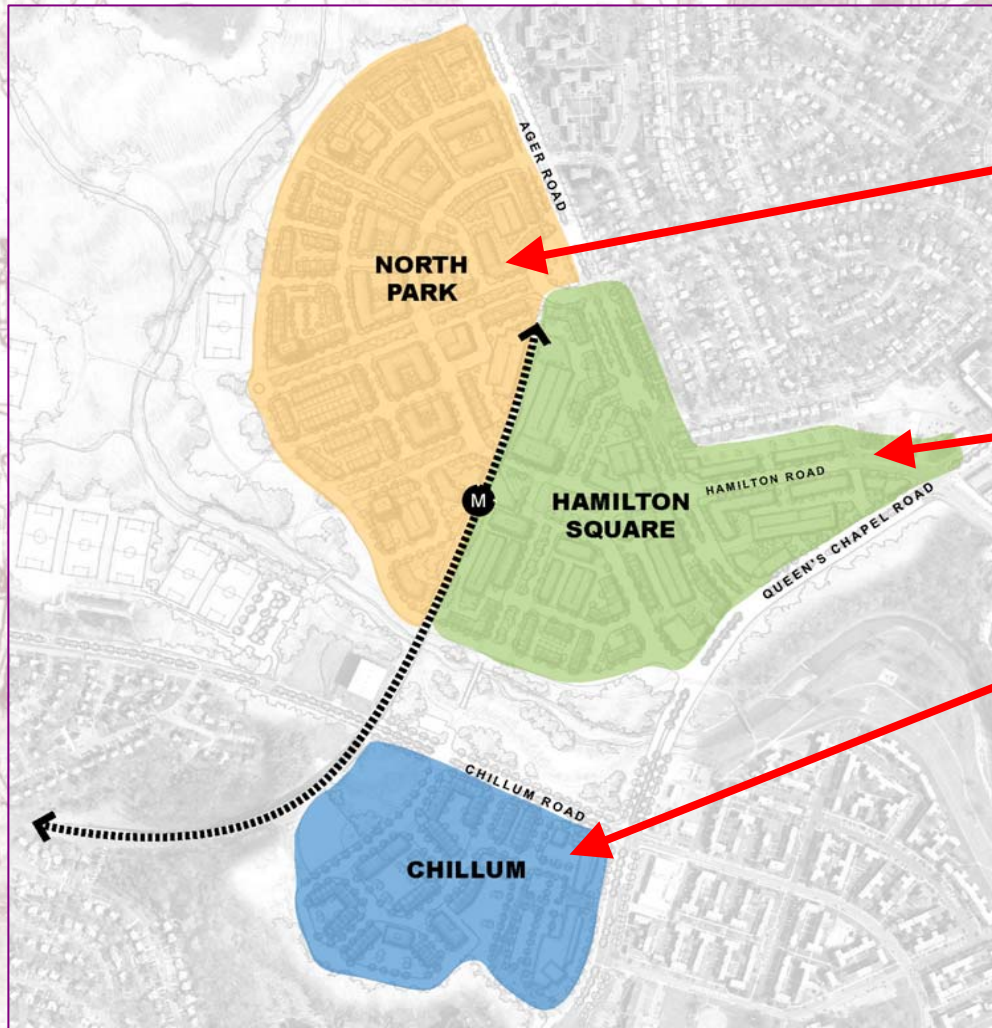 AGER ROAD
NORTH
PARK
HAMILTON ROAD
M
HAMILTON
SQUARE
QUEEN'S CHAPEL ROAD
CHILLUM ROAD
CHILLUM